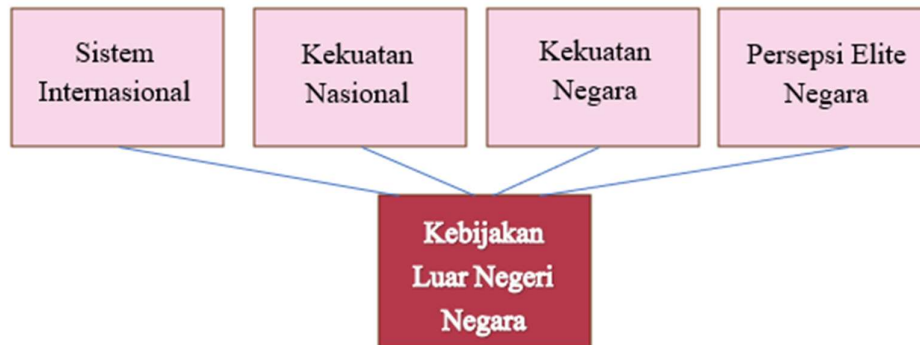 Sistem
Internasional
Kekuatan
Nasional
Kekuatan
Negara
Persepsi Elite
Negara
Kebijakan
Luar Negeri
Negara